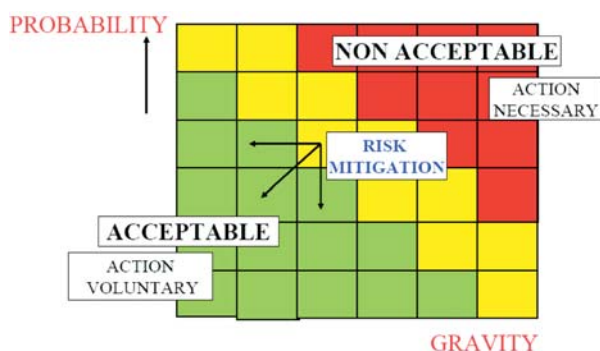 PROBABILITY
NON ACCEPTABLE
ACTION
NECESSARY
RISK
MITIGATION
ACCEPTABLE
ACTION
VOLUNTARY
GRAVITY